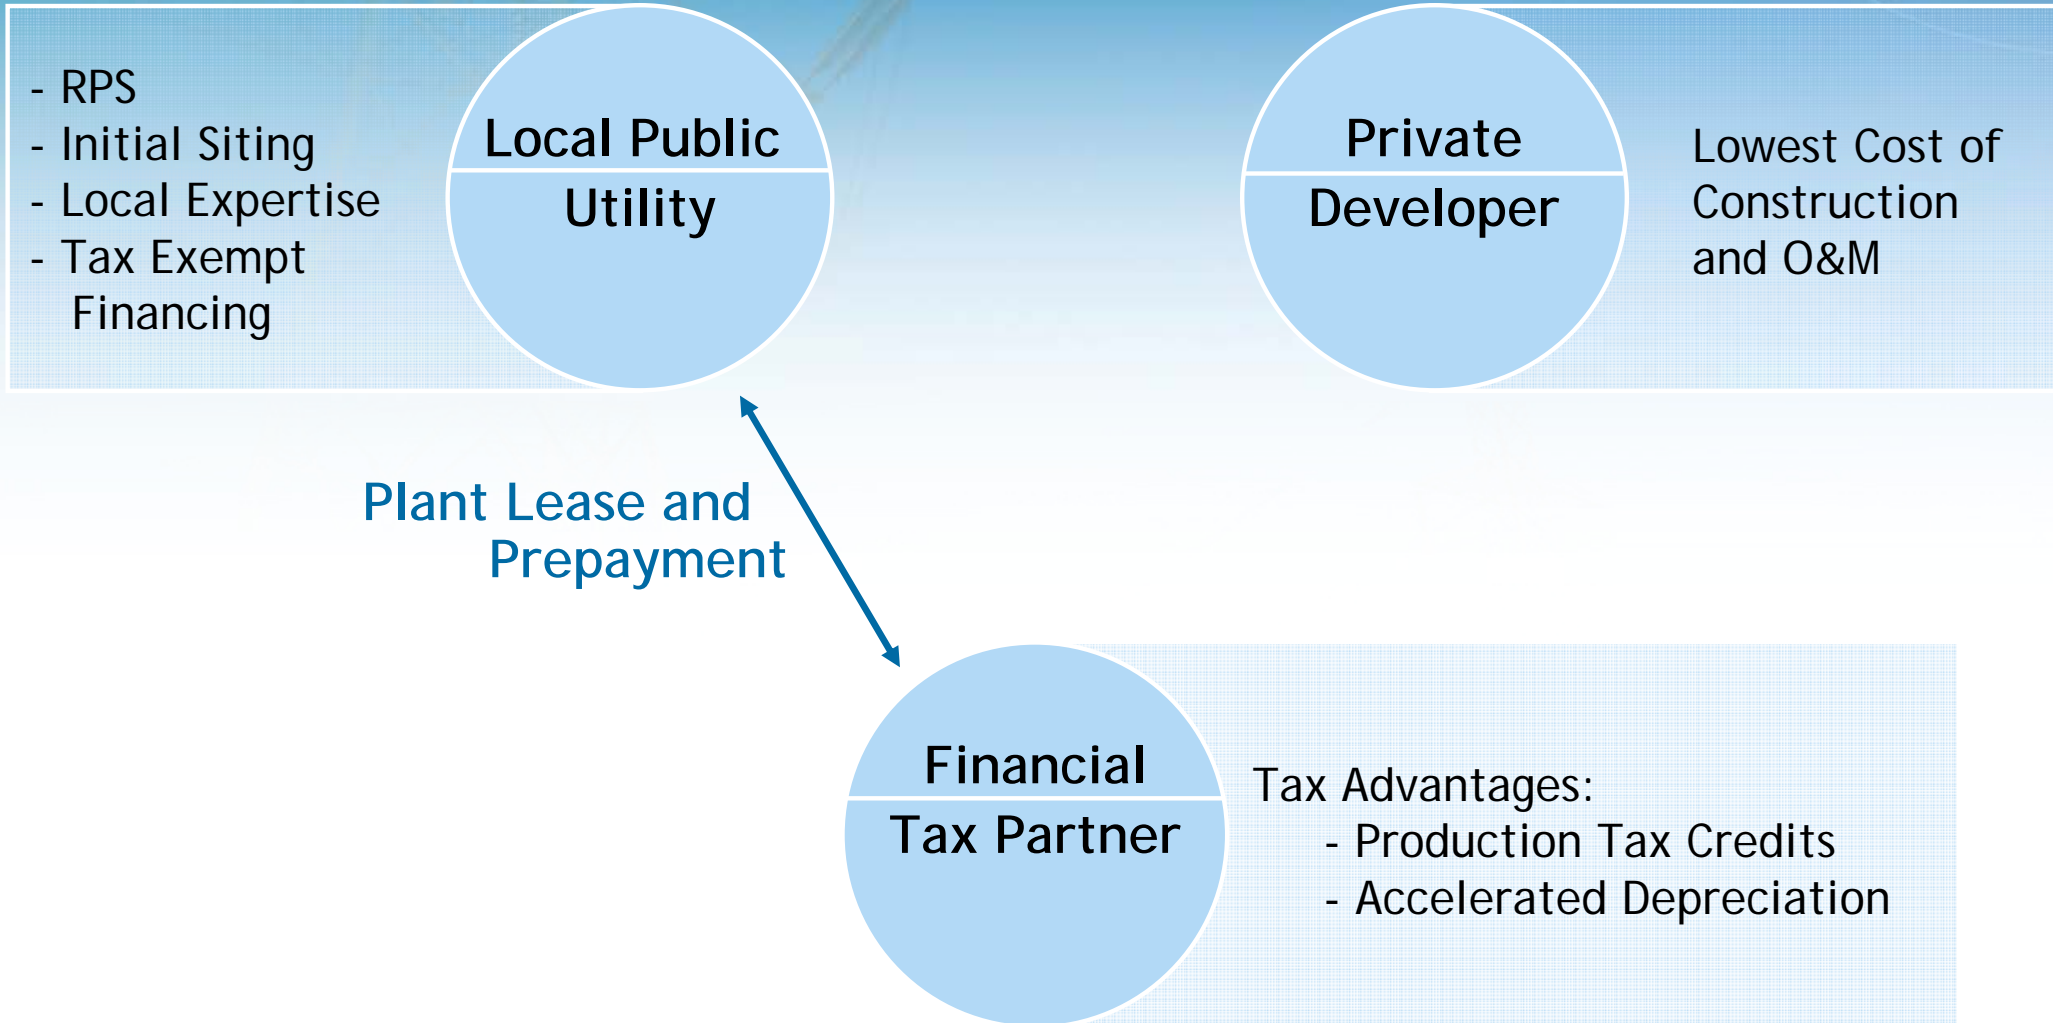 - RPS
- Initial Siting
- Local Expertise
- Tax Exempt
Financing
Local Public
Utility
Private
Developer
Lowest Cost of
Construction
and O&M
Plant Lease and
Prepayment
Financial
Tax Partner
Tax Advantages:
- Production Tax Credits
- Accelerated Depreciation